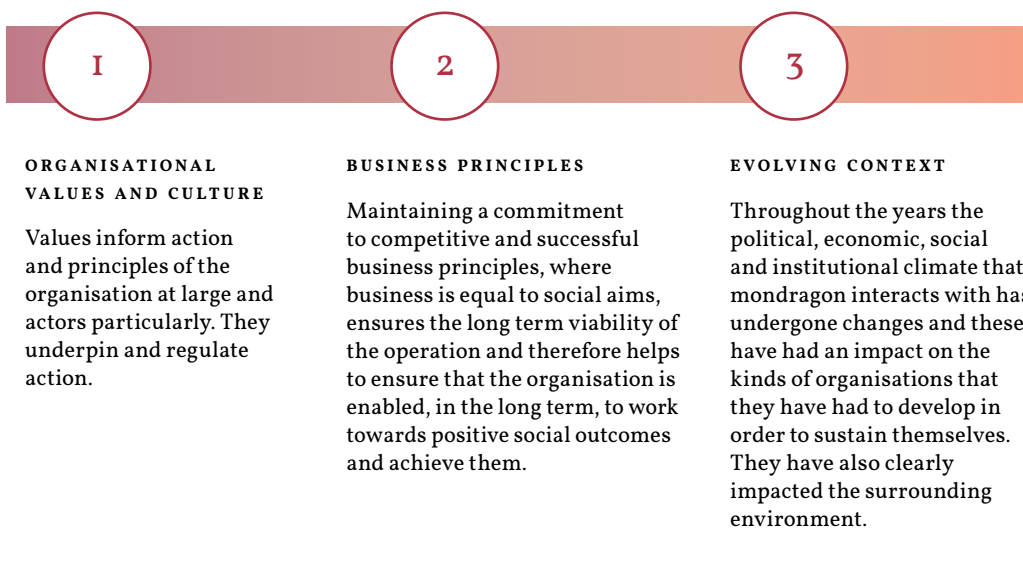 1
2
3
ORGANISATIONAL
VALUES AND CULTURE
Values inform action
and principles of the
organisation at large and
actors particularly. They
underpin and regulate
action.
BUSINESS PRINCIPLES
Maintaining a commitment
to competitive and successful
business principles, where
business is equal to social aims,
ensures the long term viability of
the operation and therefore helps
to ensure that the organisation is
enabled, in the long term, to work
towards positive social outcomes
and achieve them.
EVOLVING CONTEXT
Throughout the years the
political, economic, social
and institutional climate that
mondragon interacts with has
undergone changes and these
have had an impact on the
kinds of organisations that
they have had to develop in
order to sustain themselves.
They have also clearly
impacted the surrounding
environment.